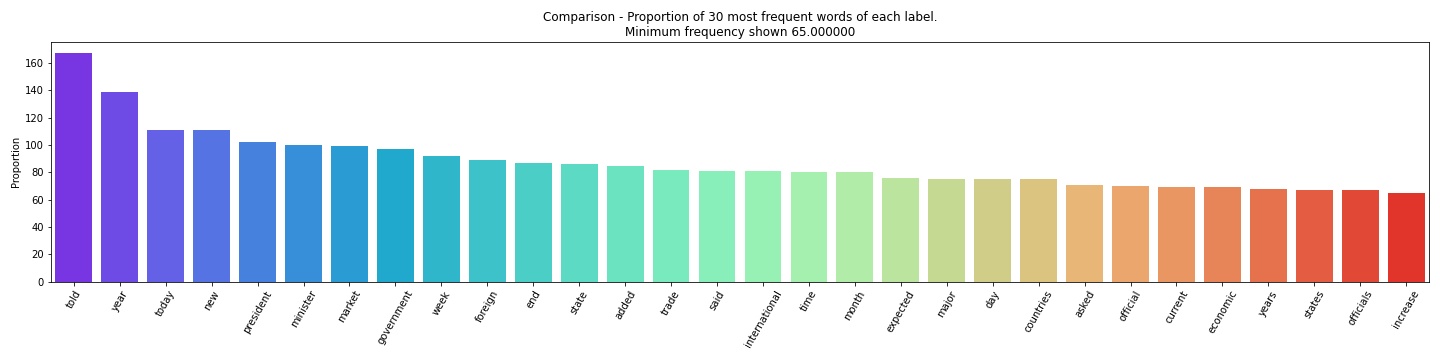 Comparison - Proportion of 30 most frequent words of each label.
Minimum frequency shown 65.000000
Proportion
160
140
120
100
80
60
40
20
0
told
year
today
new
president
minister
market
government
week
foreign
end
state
added
trade
said
international
time
month
expected
major
day
countries
asked
official
current
economic
years
states
officials
increase